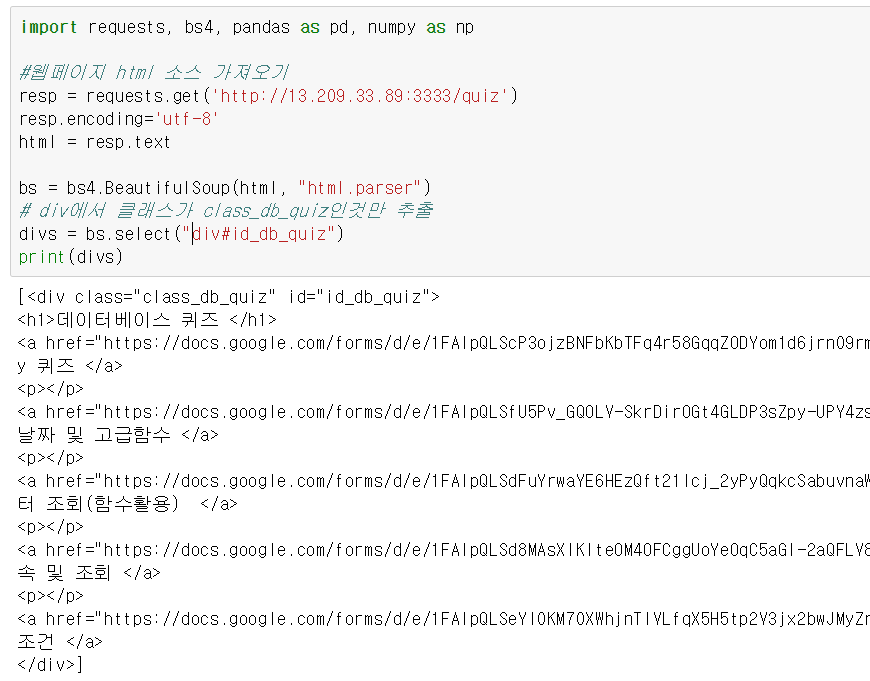 import requests, bs4, pandas as pd, numpy as np
#웹페이지 html 소스 가져오기
resp = requests.get('http://13.209.33.89:3333/quiz')
resp.encoding='utf-8'
html = resp.text
bs = bs4.BeautifulSoup(html, "html.parser")
# div에서 클래스가 class_db_quiz인것만 추출
divs = bs.select("div#id_db_quiz")
print(divs)
[<div class="class_db_quiz" id="id_db_quiz">
<h1>데이터베이스 퀴즈 </h1>
<a href="https://docs.google.com/forms/d/e/1FAIpQLScP3ojzBNFbKbTFq4r58GqqZODYom1d6jrn09rm
y 퀴즈 </a>
<p></p>
<a href="https://docs.google.com/forms/d/e/1FAIpQLSfU5Pv_GQOLV-SkrDirOGt4GLDP3sZpy-UPY4zs
날짜 및 고급함수 </a>
<p></p>
<a href="https://docs.google.com/forms/d/e/1FAIpQLSdFuYrwaYE6HEzQft21Icj_2yPyQqkcSabuvnaW
터 조회(함수활용)  </a>
<p></p>
<a href="https://docs.google.com/forms/d/e/1FAIpQLSd8MAsXIKIteOM4OFCggUoYeOqC5aGI-2aQFLV8
속 및 조회 </a>
<p></p>
<a href="https://docs.google.com/forms/d/e/1FAIpQLSeYIOKM7OXWhjnTIVLfqX5H5tp2V3jx2bwJMyZr
조건 </a>
</div>]